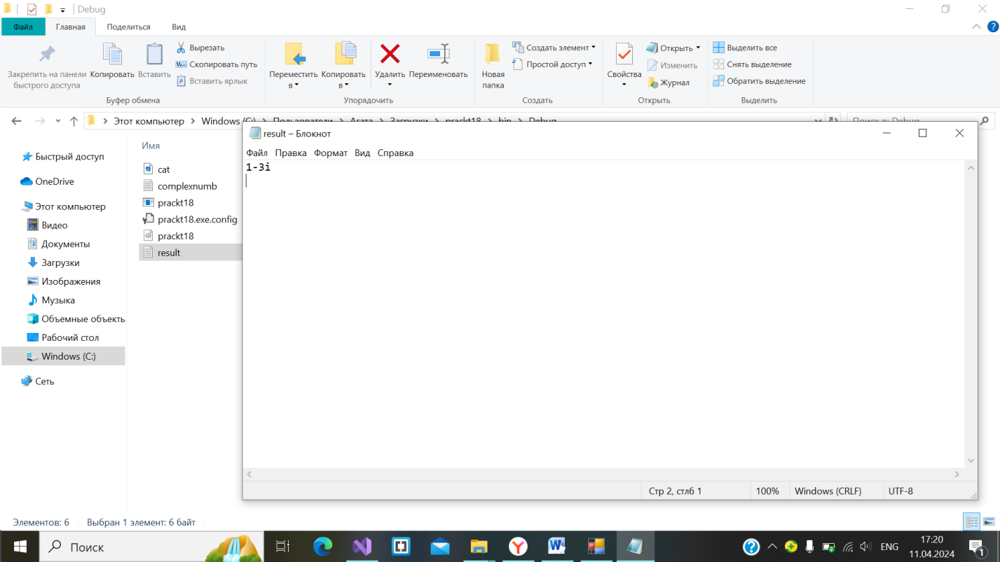 Debug
Файл Главная Поделиться Вид
Закрепить на панели быстрого доступа
Копировать
Вставить
Вырезать
Скопировать путь
Вставить ярлык
Буфер обмена
Переместить в
Копировать в
Удалить
Переименовать
Упорядочить
Новая папка
Создать элемент
Простой доступ
Создать
Свойства
Открыть
Изменить
Журнал
Открыть
Выделить все
Снять выделение
Обратить выделение
Выделить
Этот компьютер > Windows (C:) > Пользователи > Агата > Загрузки > prackt18 > bin > Debug
Поиск в: Debug
Имя
Быстрый доступ
OneDrive
Этот компьютер
Видео
Документы
Загрузки
Изображения
Музыка
Объемные объекты
Рабочий стол
Windows (C:)
Сеть
cat
complexnumb
prackt18
prackt18.exe.config
prackt18
result
result – Блокнот
Файл Правка Формат Вид Справка
1-3i
Стр 2, стлб 1 100% Windows (CRLF) UTF-8
Элементов: 6 Выбран 1 элемент: 6 байт
Поиск
ENG
17:20
11.04.2024
1